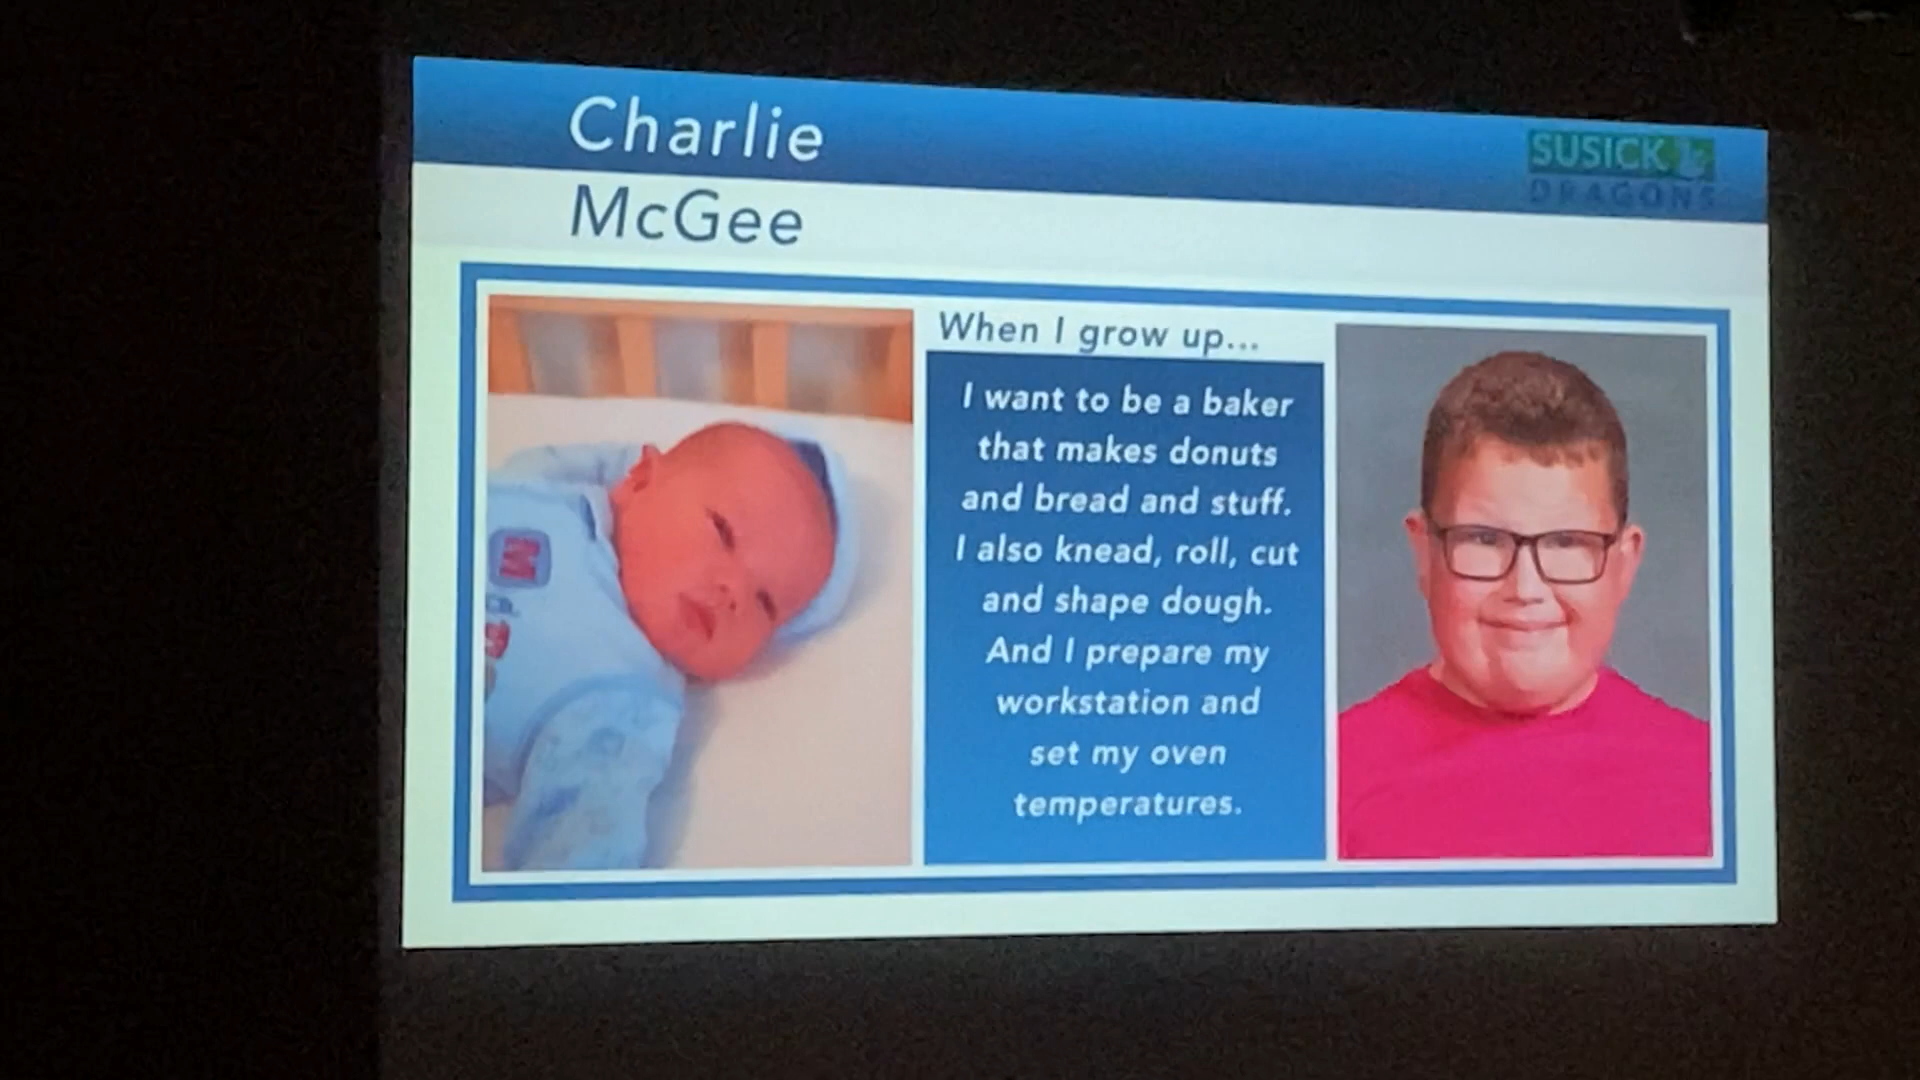 Charlie
McGee
SUSICK
DRAGONS
When I grow up...
I want to be a baker
that makes donuts
and bread and stuff.
I also knead, roll, cut
and shape dough.
And I prepare my
workstation and
set my oven
temperatures.
M